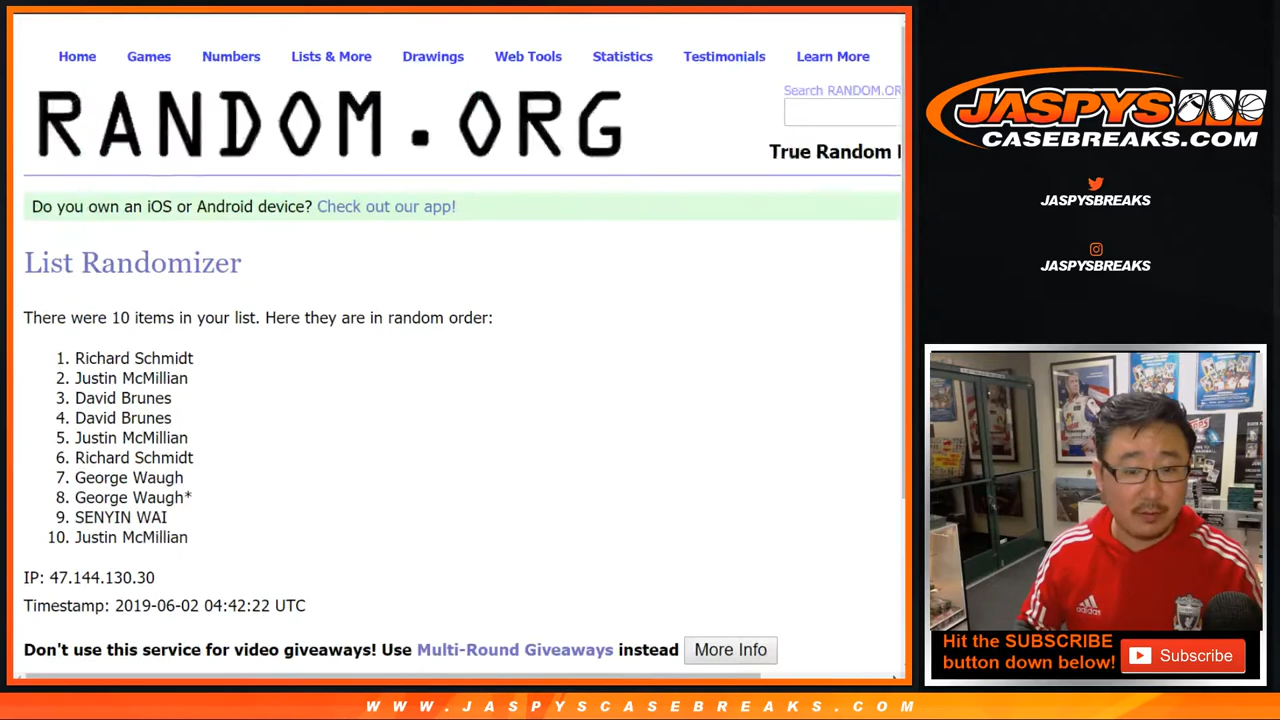 Home Games Numbers Lists & More Drawings Web Tools Statistics Testimonials Learn More
RANDOM.ORG
Search RANDOM.OR
True Random
Do you own an iOS or Android device? Check out our app!
List Randomizer
There were 10 items in your list. Here they are in random order:
1. Richard Schmidt
2. Justin McMillian
3. David Brunes
4. David Brunes
5. Justin McMillian
6. Richard Schmidt
7. George Waugh
8. George Waugh*
9. SENYIN WAI
10. Justin McMillian
IP: 47.144.130.30
Timestamp: 2019-06-02 04:42:22 UTC
Don't use this service for video giveaways! Use Multi-Round Giveaways instead More Info
JASPYS
CASEBREAKS.COM
JASPYSBREAKS
JASPYSBREAKS
adidas
Hit the SUBSCRIBE
button down below!
Subscribe
WWW.JASPYSCASEBREAKS.COM